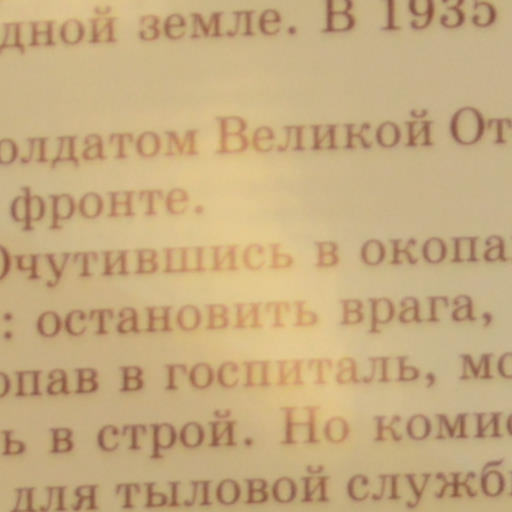 дной земле. В 1935
олдатом Великой От
фронте.
Очутившись в окопа
: остановить врага,
опав в госпиталь, мо
ь в строй. Но комис
для тыловой службы